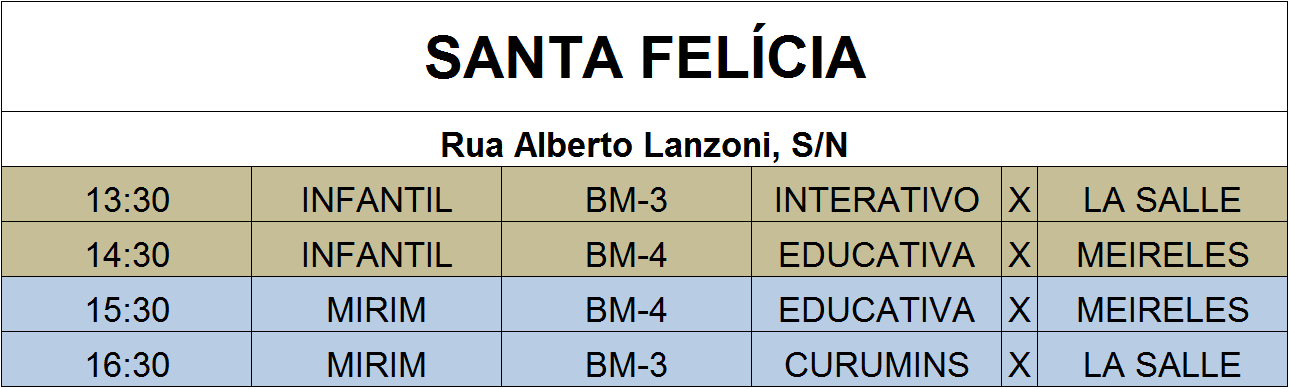 SANTA FELÍCIA
Rua Alberto Lanzoni, S/N
13:30 INFANTIL BM-3 INTERATIVO X LA SALLE
14:30 INFANTIL BM-4 EDUCATIVA X MEIRELES
15:30 MIRIM BM-4 EDUCATIVA X MEIRELES
16:30 MIRIM BM-3 CURUMINS X LA SALLE